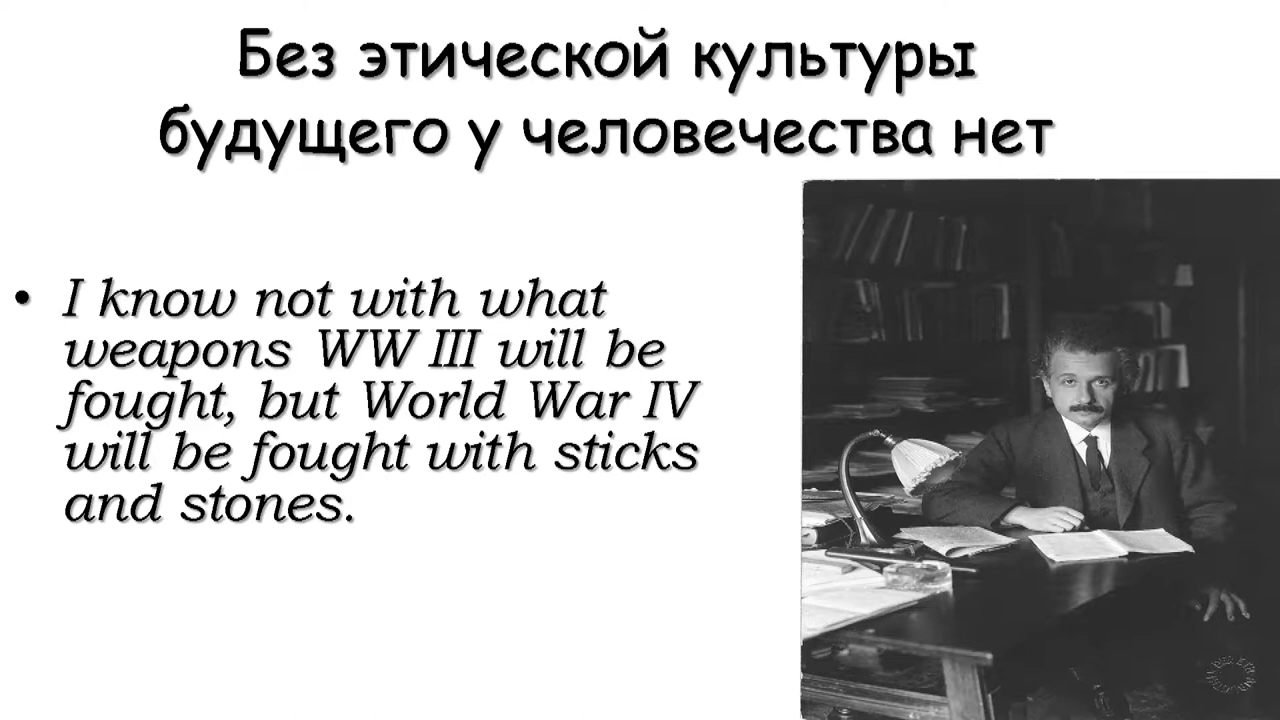 Без этической культуры
будущего у человечества нет
• I know not with what
weapons WW III will be
fought, but World War IV
will be fought with sticks
and stones.